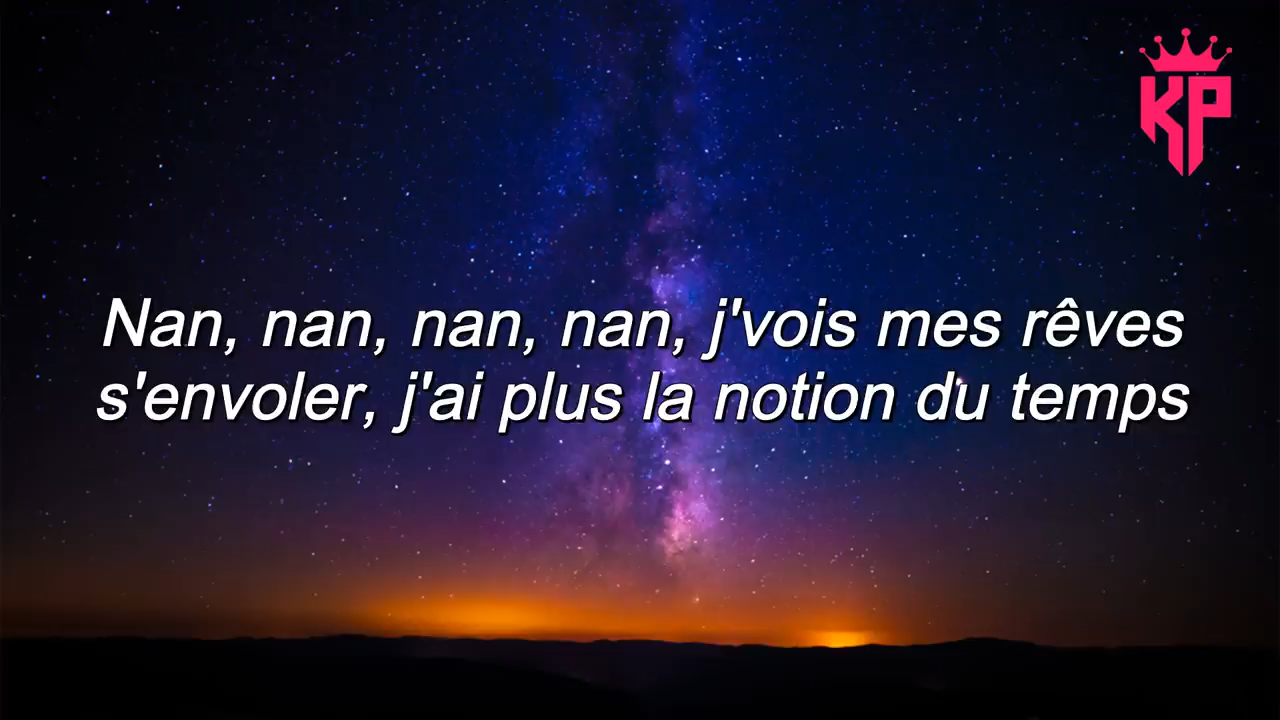 KP
Nan, nan, nan, nan, j'vois mes rêves
s'envoler, j'ai plus la notion du temps